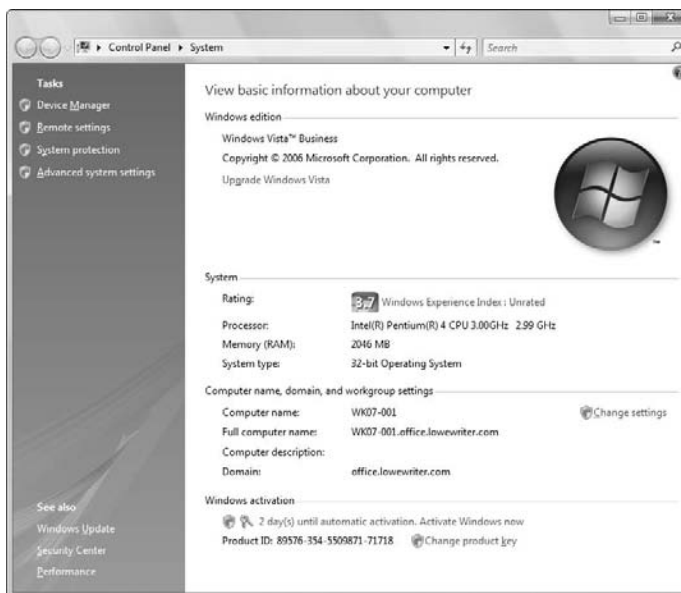 Control Panel ▸ System
Search
Tasks
Device Manager
Remote settings
System protection
Advanced system settings
View basic information about your computer
Windows edition
Windows Vista™ Business
Copyright © 2006 Microsoft Corporation. All rights reserved.
Upgrade Windows Vista
TM
System
Rating: 3.7 Windows Experience Index : Unrated
Processor: Intel(R) Pentium(R) 4 CPU 3.00GHz 2.99 GHz
Memory (RAM): 2046 MB
System type: 32-bit Operating System
Computer name, domain, and workgroup settings
Computer name: WK07-001 Change settings
Full computer name: WK07-001.office.lowewriter.com
Computer description:
Domain: office.lowewriter.com
Windows activation
2 day(s) until automatic activation. Activate Windows now
Product ID: 89576-354-5509871-71718 Change product key
See also
Windows Update
Security Center
Performance